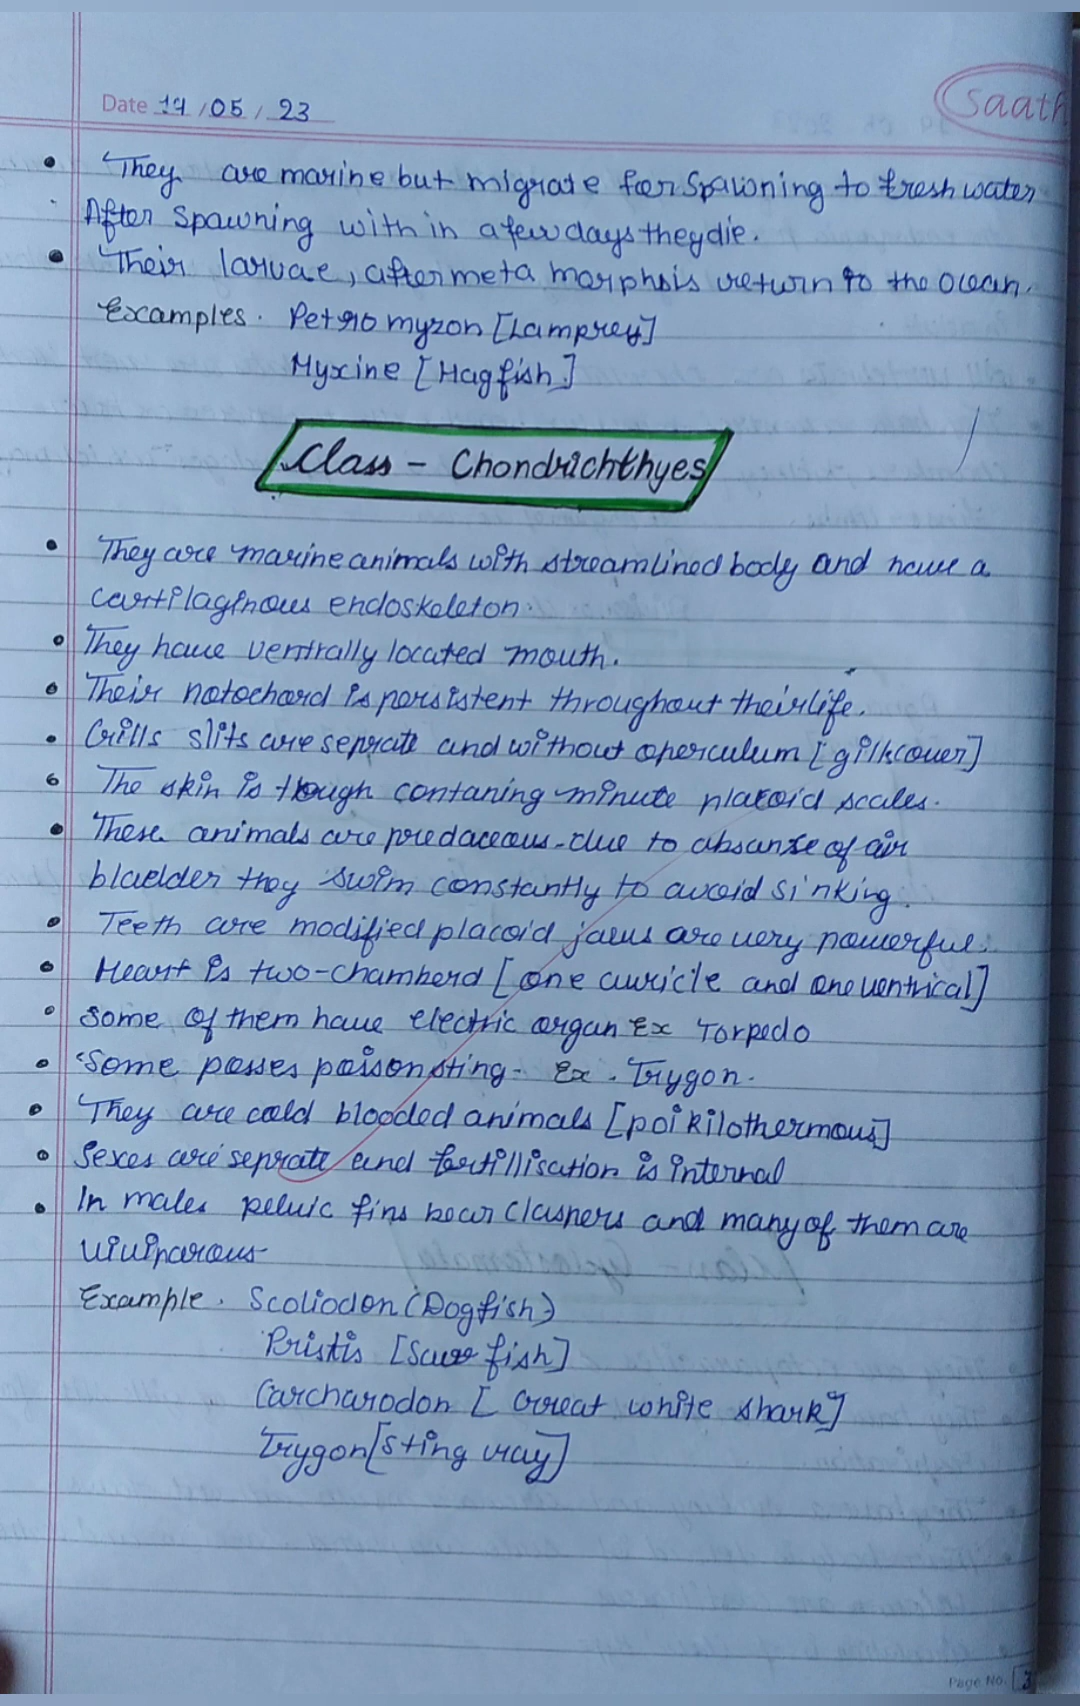 Date 19 / 05 / 23
Saath
• They are marine but migrate for Spawning to fresh water
After spawning with in a few days they die.
• Their larvae, after meta morphsis return to the Ocean.
Examples. Petromyzon [Lamprey]
Myxine [Hagfish]
Class - Chondrichthyes
• They are marine animals with streamlined body and have a
cartilaginous endoskeleton.
• They have ventrally located mouth.
• Their notochord is persistent throughout their life.
• Grills slits are seprate and without operculum [gillcover]
• The skin is though contaning minute placoid scales.
• These animals are predaceous - due to absanse of air
bladder they swim constantly to avoid sinking.
• Teeth are modified placoid jaws are very powerful.
• Heart is two-chamberd [one auricle and one ventrical]
• Some of them have electric organ Ex Torpedo
• Some posses poison sting - Ex. Trygon.
• They are cold blooded animals [poikilothermous]
• Sexes are seprate and fertillisation is internal
• In males pelvic fins bear claspers and many of them are
viviparous
Example. Scoliodon (Dogfish)
Pristis [Saw fish]
Carcharodon [Great white shark]
Trygon [sting ray]
Page No. 3